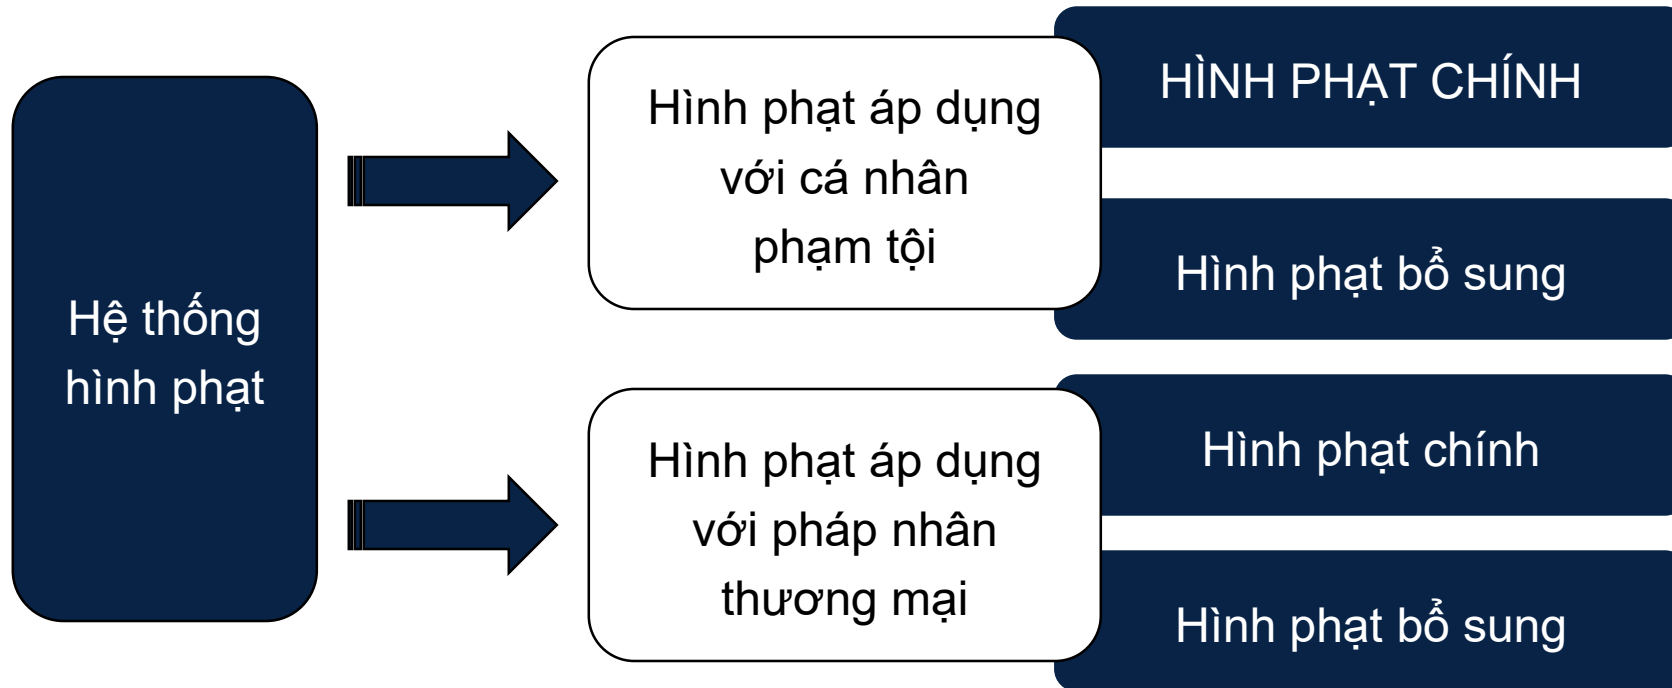 Hệ thống
hình phạt
Hình phạt áp dụng
với cá nhân
phạm tội
HÌNH PHẠT CHÍNH
Hình phạt bổ sung
Hình phạt áp dụng
với pháp nhân
thương mại
Hình phạt chính
Hình phạt bổ sung